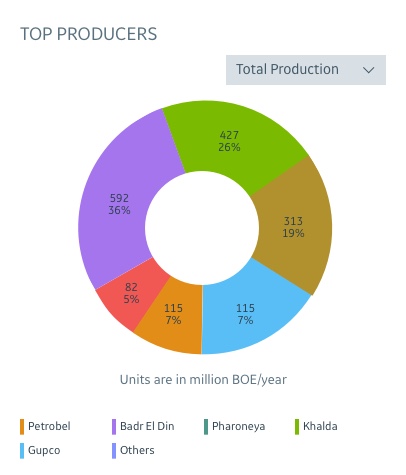 TOP PRODUCERS
Total Production
427
26%
592
36%
313
19%
82
5%
115
7%
115
7%
Units are in million BOE/year
Petrobel
Badr El Din
Pharoneya
Khalda
Gupco
Others